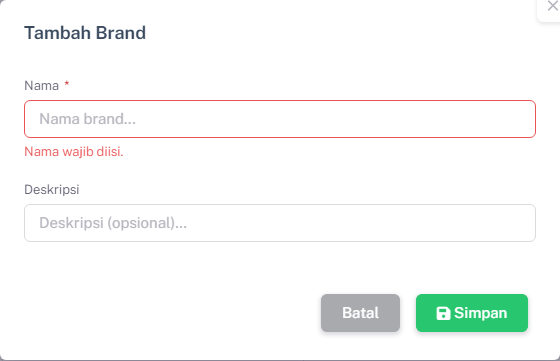 Tambah Brand
Nama *
Nama brand...
Nama wajib diisi.
Deskripsi
Deskripsi (opsional)...
Batal
Simpan